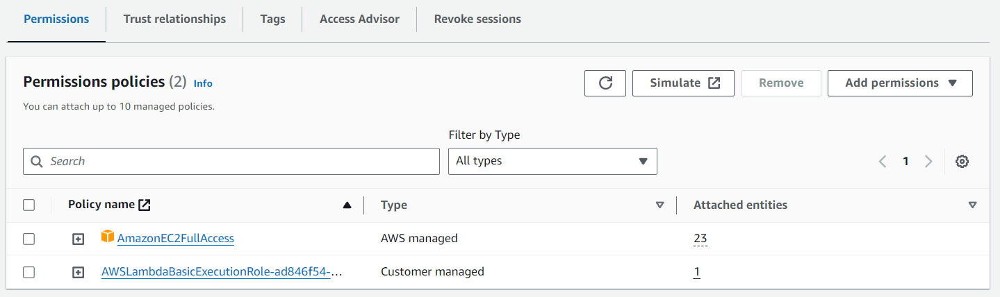 Permissions Trust relationships Tags Access Advisor Revoke sessions
Permissions policies (2) Info
Simulate Remove Add permissions
You can attach up to 10 managed policies.
Filter by Type
Search All types 1
Policy name Type Attached entities
AmazonEC2FullAccess AWS managed 23
AWSLambdaBasicExecutionRole-ad846f54-... Customer managed 1